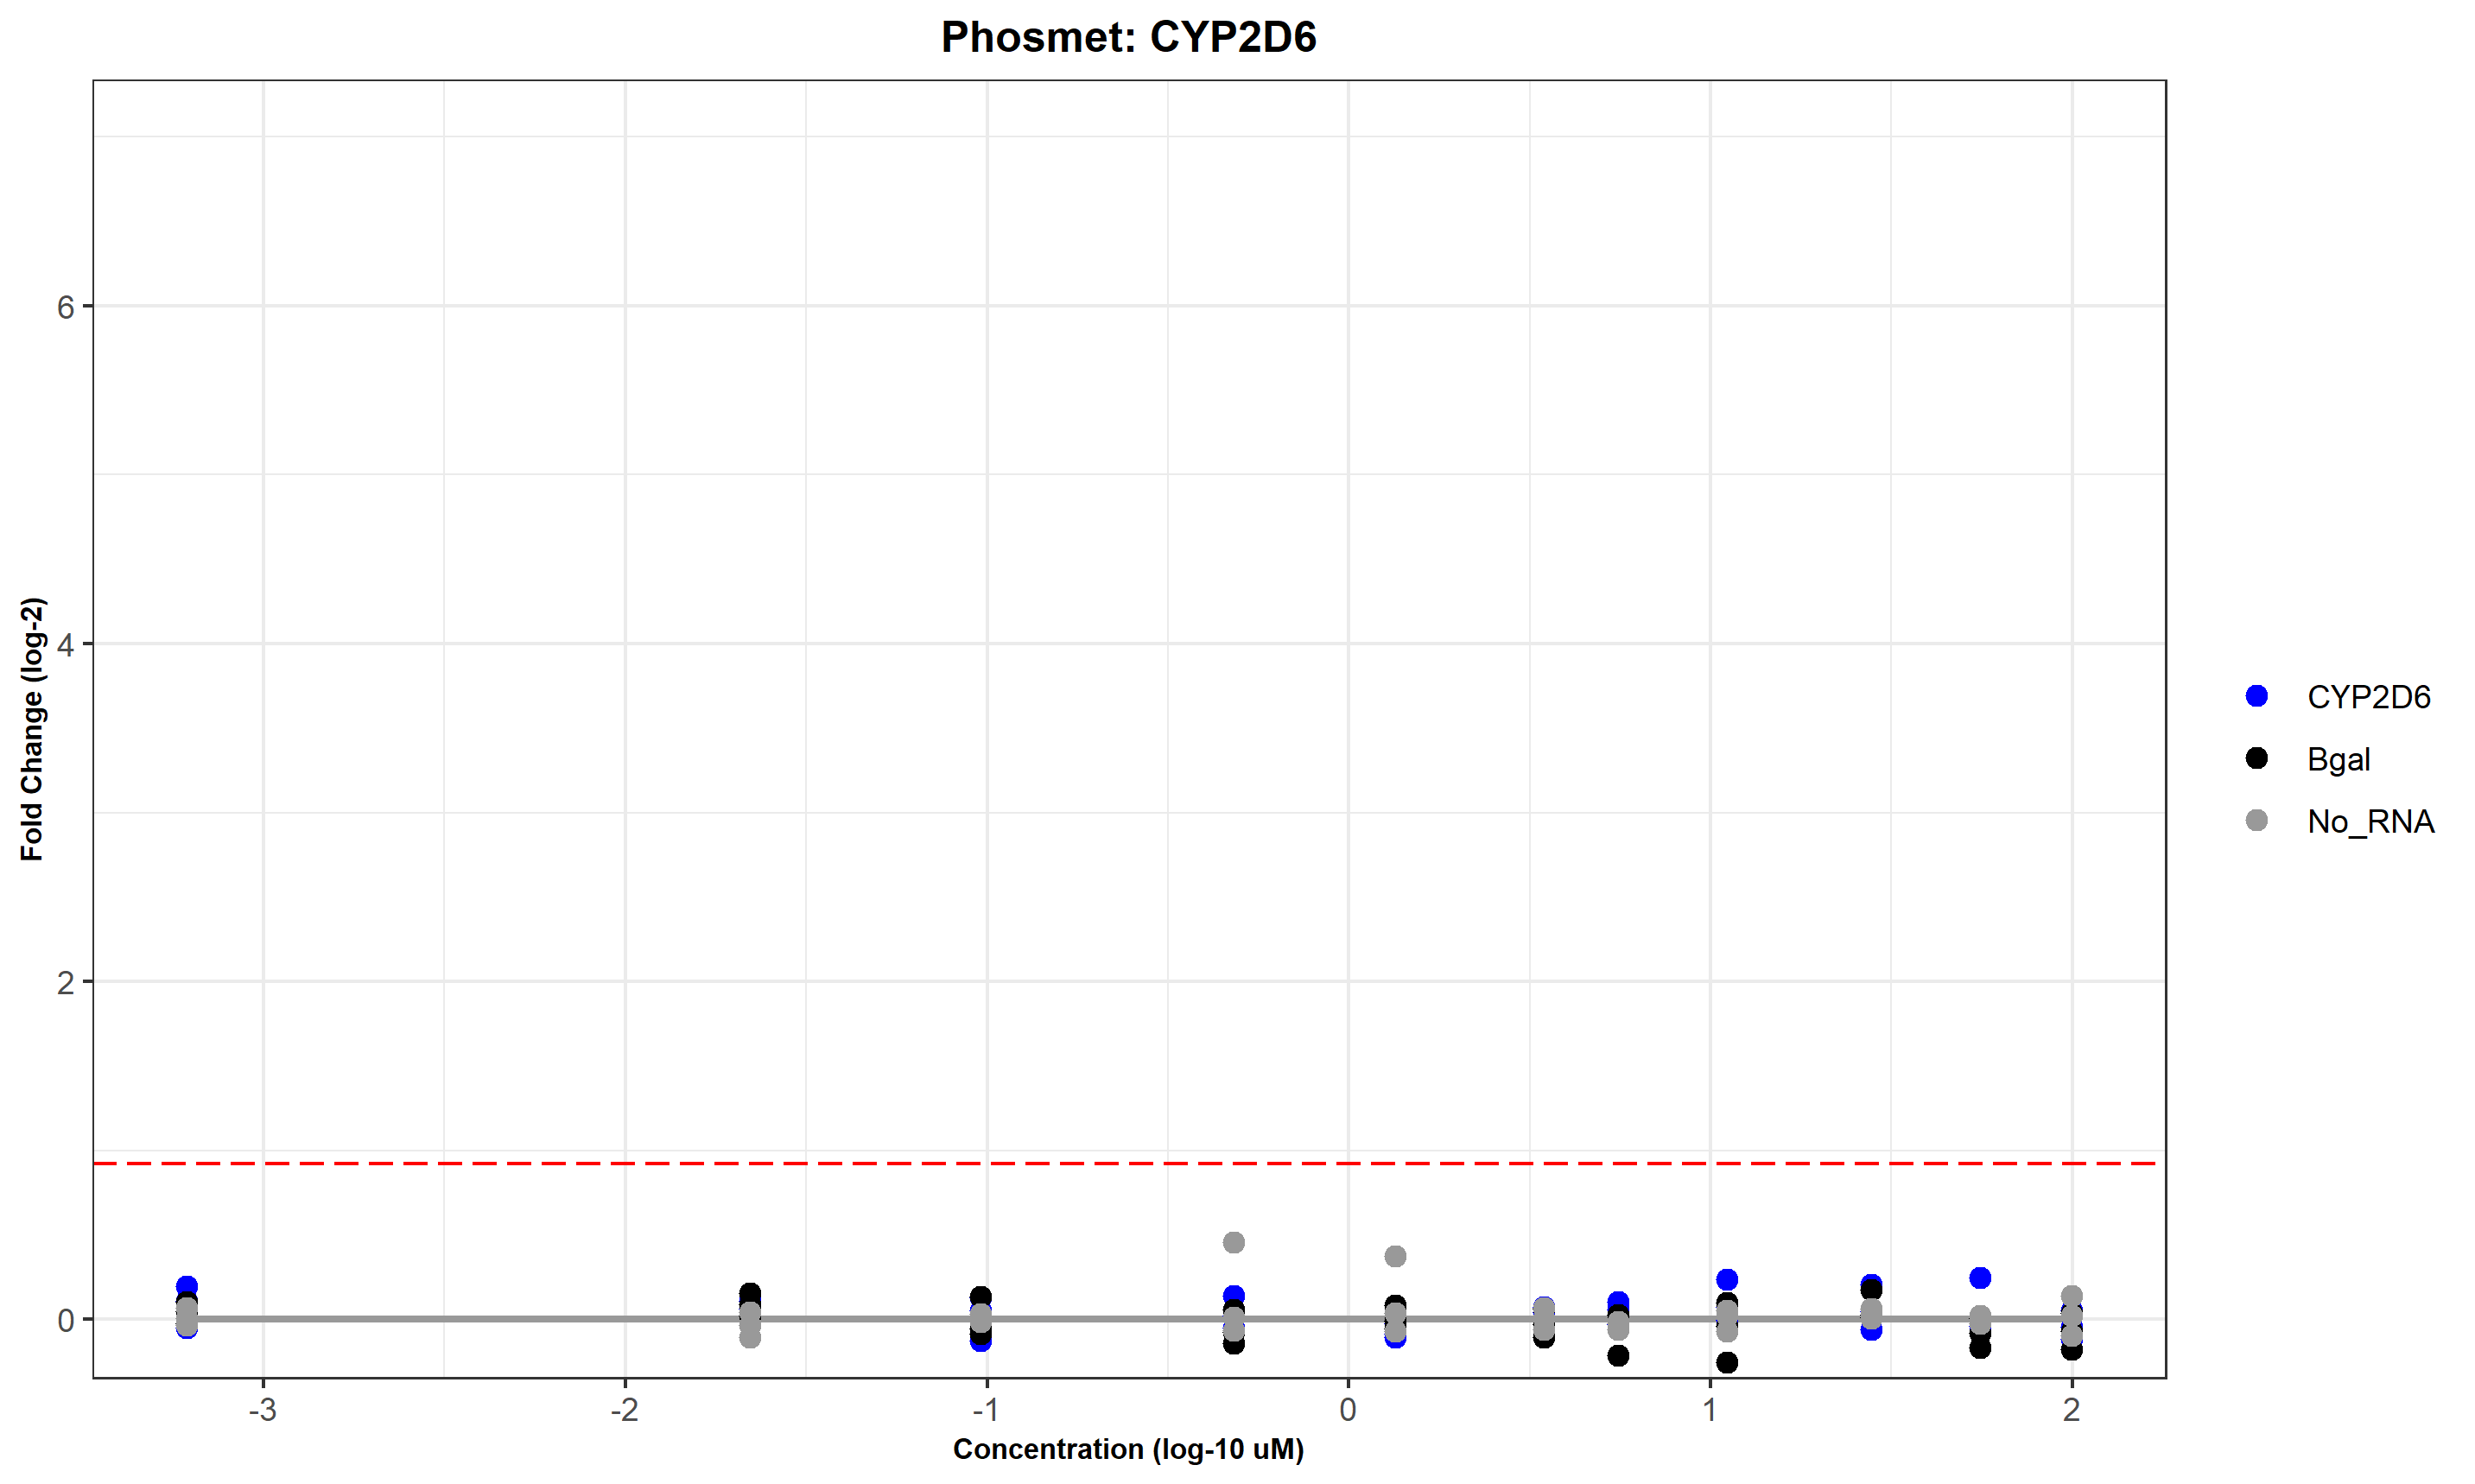 Phosmet: CYP2D6
Fold Change (log-2)
6
4
2
0
-3
-2
-1
0
1
2
Concentration (log-10 uM)
CYP2D6
Bgal
No_RNA